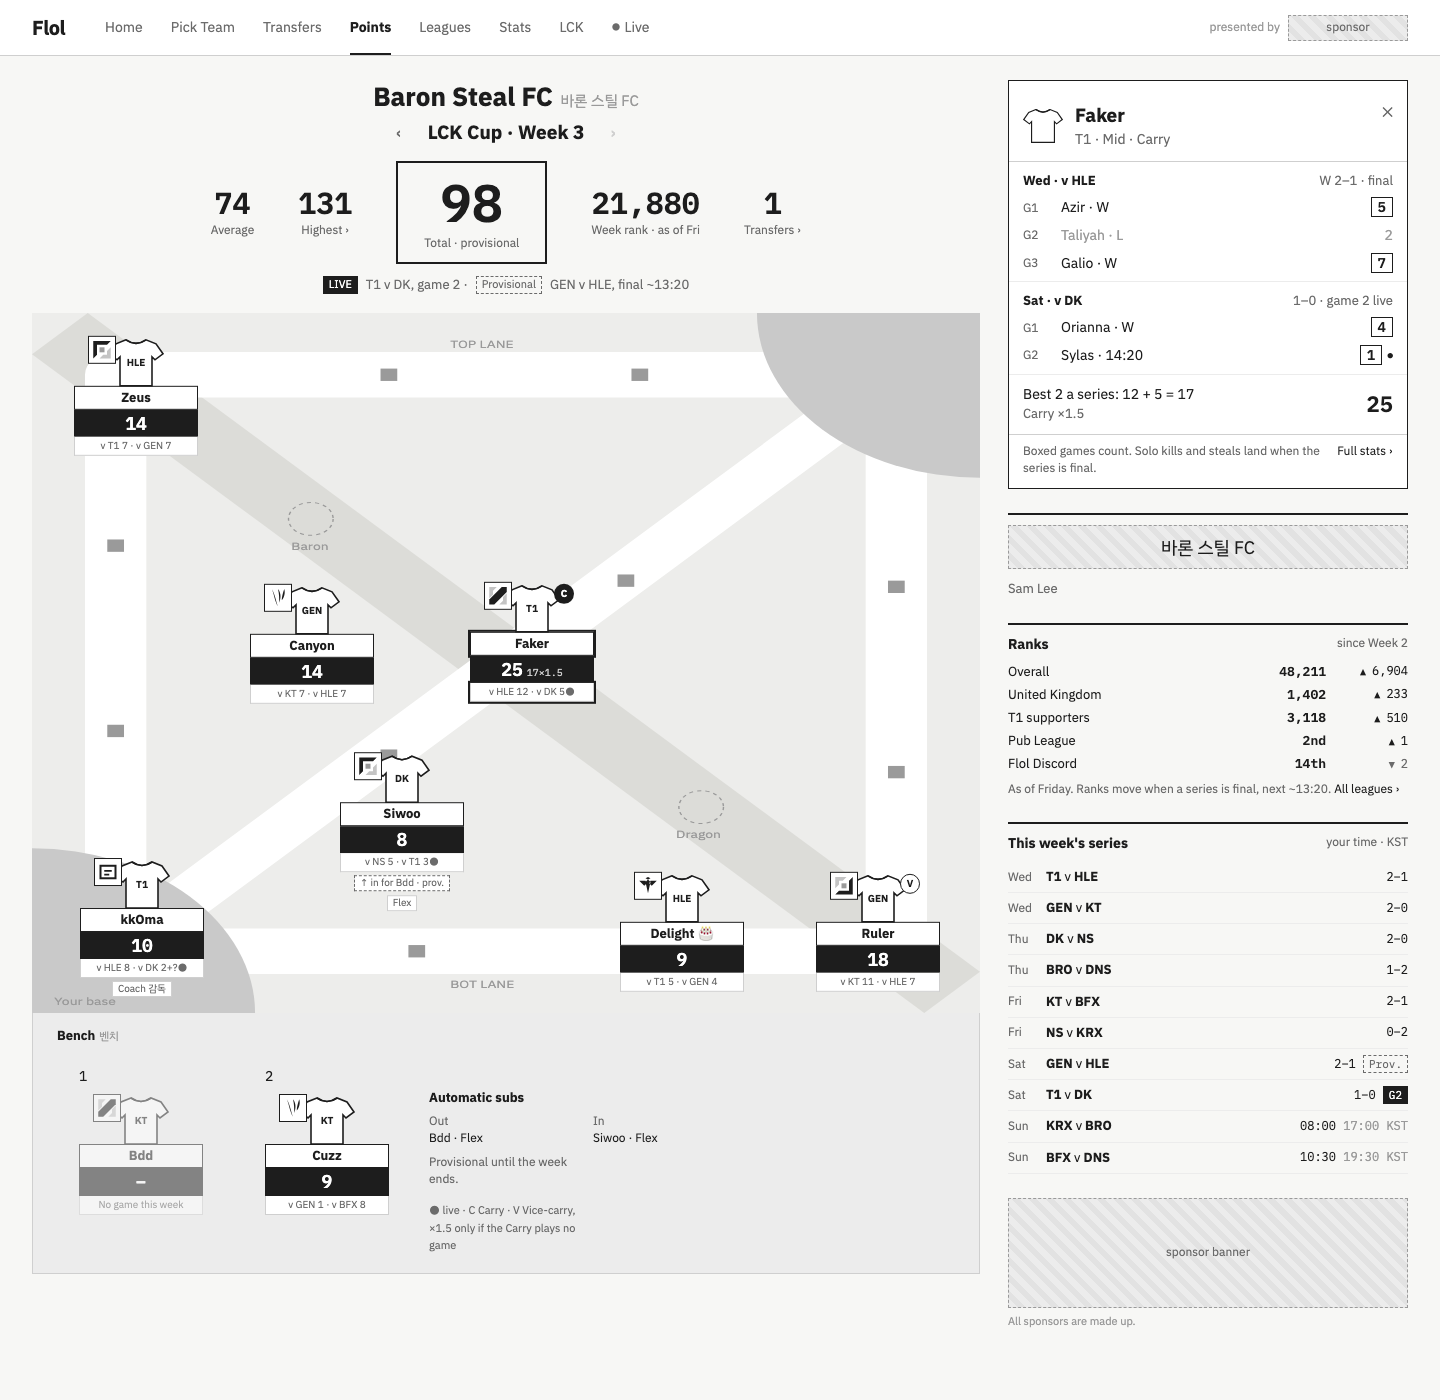 Flol Home Pick Team Transfers Points Leagues Stats LCK ● Live presented by sponsor
Baron Steal FC 바론 스틸 FC
‹ LCK Cup · Week 3 ›
74 131 98 21,880 1
Average Highest › Total · provisional Week rank · as of Fri Transfers ›
LIVE T1 v DK, game 2 · Provisional GEN v HLE, final ~13:20
TOP LANE
HLE
Zeus
14
v T1 7 · v GEN 7
Baron
GEN
Canyon
14
v KT 7 · v HLE 7
T1 C
Faker
25 17×1.5
v HLE 12 · v DK 5●
DK
Siwoo
8
v NS 5 · v T1 3●
↑ in for Bdd · prov.
Flex
Dragon
T1
kkOma
10
v HLE 8 · v DK 2+?●
Coach 감독
Your base
HLE
Delight 🎂
9
v T1 5 · v GEN 4
GEN V
Ruler
18
v KT 11 · v HLE 7
BOT LANE
Bench 벤치
1
KT
Bdd
–
No game this week
2
KT
Cuzz
9
v GEN 1 · v BFX 8
Automatic subs
Out In
Bdd · Flex Siwoo · Flex
Provisional until the week
ends.
● live · C Carry · V Vice-carry,
×1.5 only if the Carry plays no
game
Faker ×
T1 · Mid · Carry
Wed · v HLE W 2–1 · final
G1 Azir · W 5
G2 Taliyah · L 2
G3 Galio · W 7
Sat · v DK 1–0 · game 2 live
G1 Orianna · W 4
G2 Sylas · 14:20 1 ●
Best 2 a series: 12 + 5 = 17 25
Carry ×1.5
Boxed games count. Solo kills and steals land when the Full stats ›
series is final.
바론 스틸 FC
Sam Lee
Ranks since Week 2
Overall 48,211 ▲ 6,904
United Kingdom 1,402 ▲ 233
T1 supporters 3,118 ▲ 510
Pub League 2nd ▲ 1
Flol Discord 14th ▼ 2
As of Friday. Ranks move when a series is final, next ~13:20. All leagues ›
This week's series your time · KST
Wed T1 v HLE 2–1
Wed GEN v KT 2–0
Thu DK v NS 2–0
Thu BRO v DNS 1–2
Fri KT v BFX 2–1
Fri NS v KRX 0–2
Sat GEN v HLE 2–1 Prov.
Sat T1 v DK 1–0 G2
Sun KRX v BRO 08:00 17:00 KST
Sun BFX v DNS 10:30 19:30 KST
sponsor banner
All sponsors are made up.